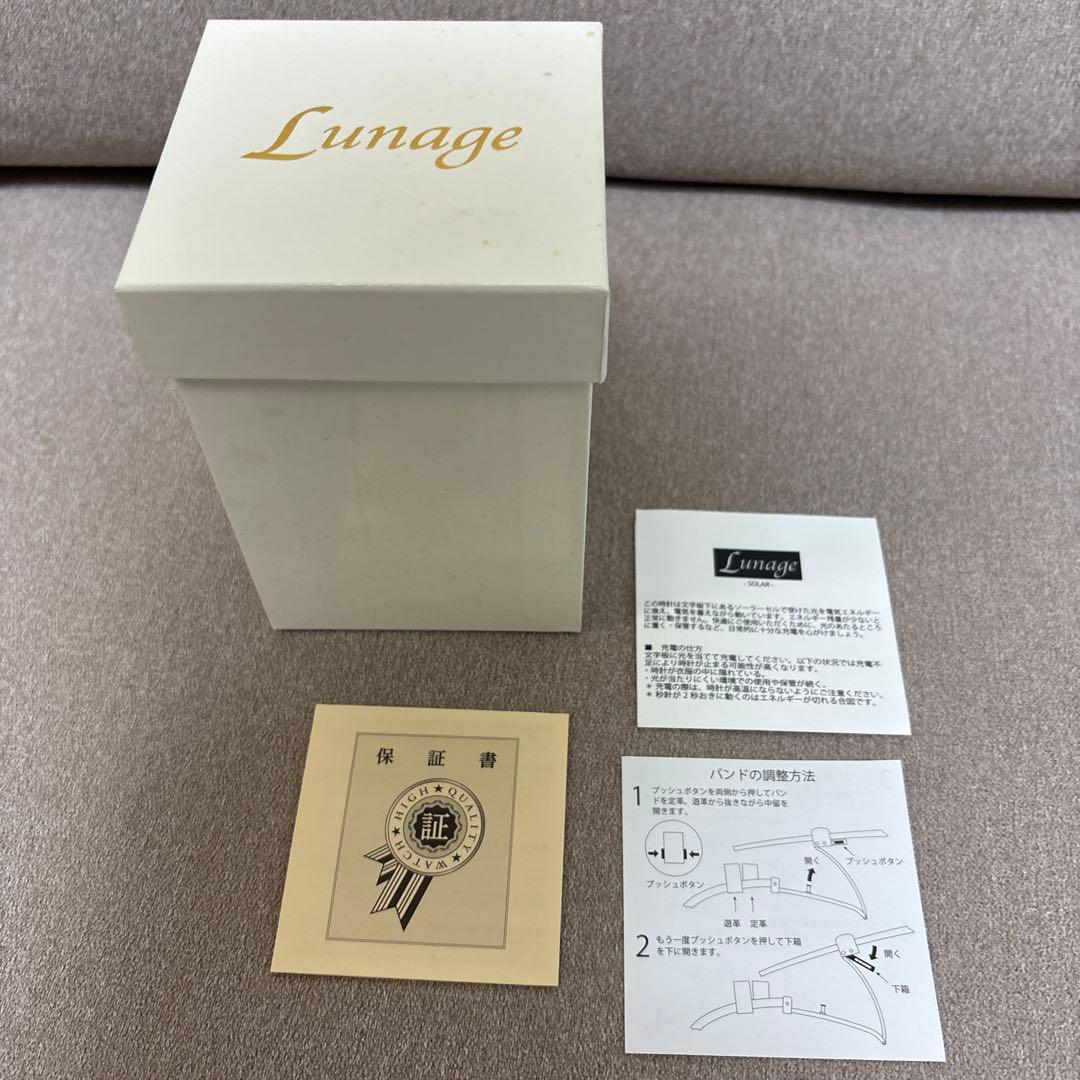 Lunage
Lunage
- SOLAR -
この時計は文字板下にあるソーラーセルで受けた光を電気エネルギー
に換え、電気を蓄えながら動いています。エネルギー残量が少ないと
正常に動きません。快適にご使用いただくために、光のあたるところ
に置く・保管するなど、日常的に十分な充電を心がけましょう。
■ 充電の仕方
文字板に光を当てて充電してください。以下の状況では充電不
足により時計が止まる可能性が高くなります。
・時計が衣服の中に隠れている。
・光が当たりにくい環境での使用や保管が続く。
＊充電の際は、時計が高温にならないようにご注意ください。
＊秒針が2秒おきに動くのはエネルギーが切れる合図です。
保証書
HIGH★QUALITY★WATCH★
証
バンドの調整方法
1 プッシュボタンを両側から押してバン
ドを定革、遊革から抜きながら中留を
開きます。
プッシュボタン
開く
プッシュボタン
遊革 定革
2 もう一度プッシュボタンを押して下箱
を下に開きます。
開く
下箱